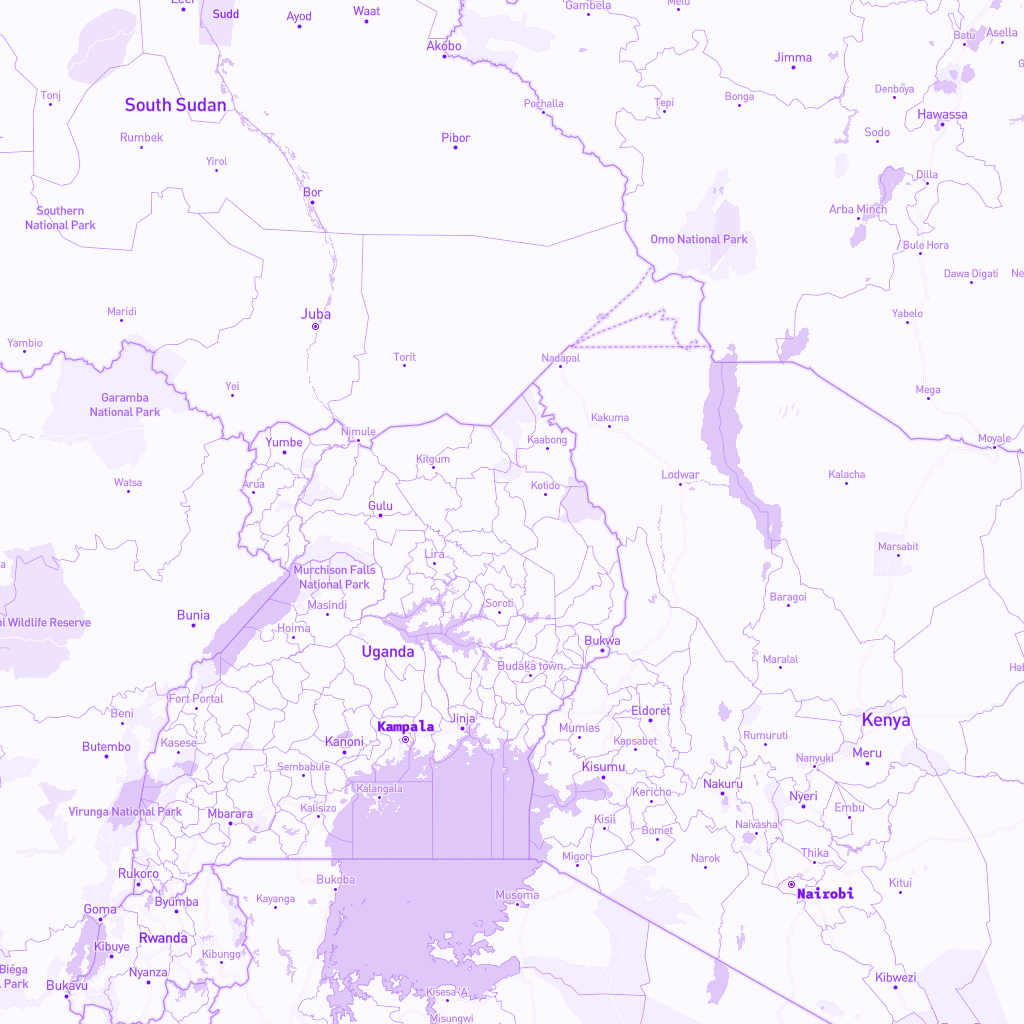 Waat
Gambela
Sudd
Ayod
Akobo
Asella
Batu
Jimma
Tonj
South Sudan
Pochalla
Tepi
Bonga
Denboya
Hawassa
Rumbek
Pibor
Sodo
Yirol
Dilla
Bor
Southern
National Park
Arba Minch
Omo National Park
Bule Hora
Dawa Digati
Maridi
Juba
Yabelo
Yambio
Torit
Nadapal
Yei
Garamba
National Park
Mega
Kakuma
Nimule
Yumbe
Kaabong
Moyale
Kitgum
Arua
Watsa
Kotido
Lodwar
Kalacha
Gulu
Lira
Marsabit
Murchison Falls
National Park
Masindi
Soroti
Baragoi
Bunia
Wildlife Reserve
Hoima
Uganda
Bukwa
Budaka town
Maralal
Fort Portal
Beni
Kampala
Jinja
Eldoret
Kenya
Mumias
Butembo
Kasese
Kanoni
Kapsabet
Rumuruti
Meru
Nanyuki
Sembabule
Kisumu
Kalangala
Kericho
Nakuru
Nyeri
Virunga National Park
Mbarara
Kalisizo
Embu
Kisii
Bomet
Naivasha
Migori
Narok
Thika
Rukoro
Bukoba
Kitui
Nairobi
Byumba
Kayanga
Musoma
Goma
Rwanda
Kibuye
Kibungo
Biéga
Park
Nyanza
Kibwezi
Bukavu
Kisesa 'A'
Misungwi